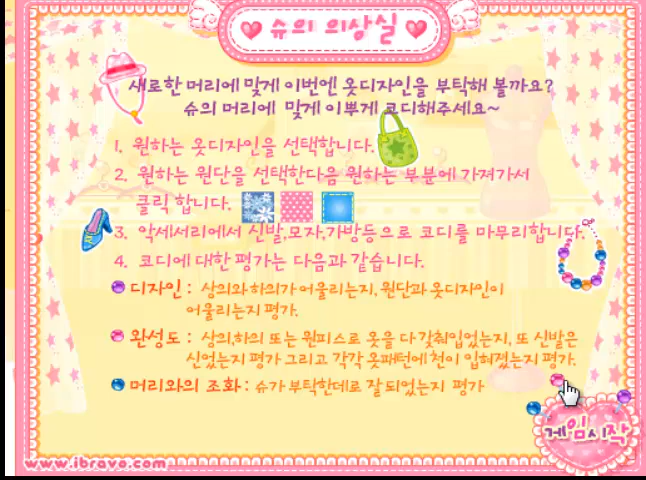 슈의 의상실
새로한 머리에 맞게 이번엔 옷디자인을 부탁해 볼까요?
슈의 머리에 맞게 이뿌게 코디해주세요~
1. 원하는 옷디자인을 선택합니다.
2. 원하는 원단을 선택한다음 원하는 부분에 가져가서
클릭 합니다.
3. 악세서리에서 신발,모자,가방등으로 코디를 마무리합니다.
4. 코디에 대한 평가는 다음과 같습니다.
디자인 : 상의와 하의가 어울리는지, 원단과 옷디자인이
어울리는지 평가.
완성도 : 상의,하의 또는 원피스로 옷을 다 갖춰입었는지, 또 신발은
신었는지 평가 그리고 각각 옷패턴에 천이 입혀졌는지 평가.
머리와의 조화 : 슈가 부탁한데로 잘 되었는지 평가
게임시작
www.ibravo.com